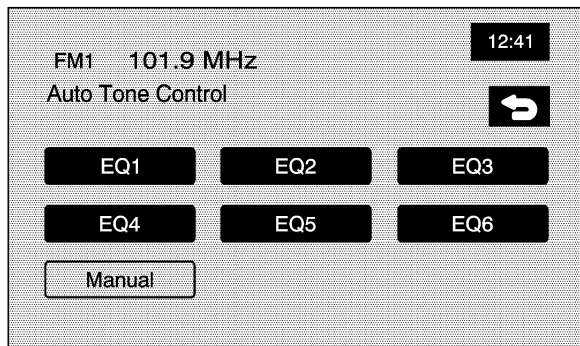 12:41
FM1 101.9 MHz
Auto Tone Control
EQ1 EQ2 EQ3
EQ4 EQ5 EQ6
Manual